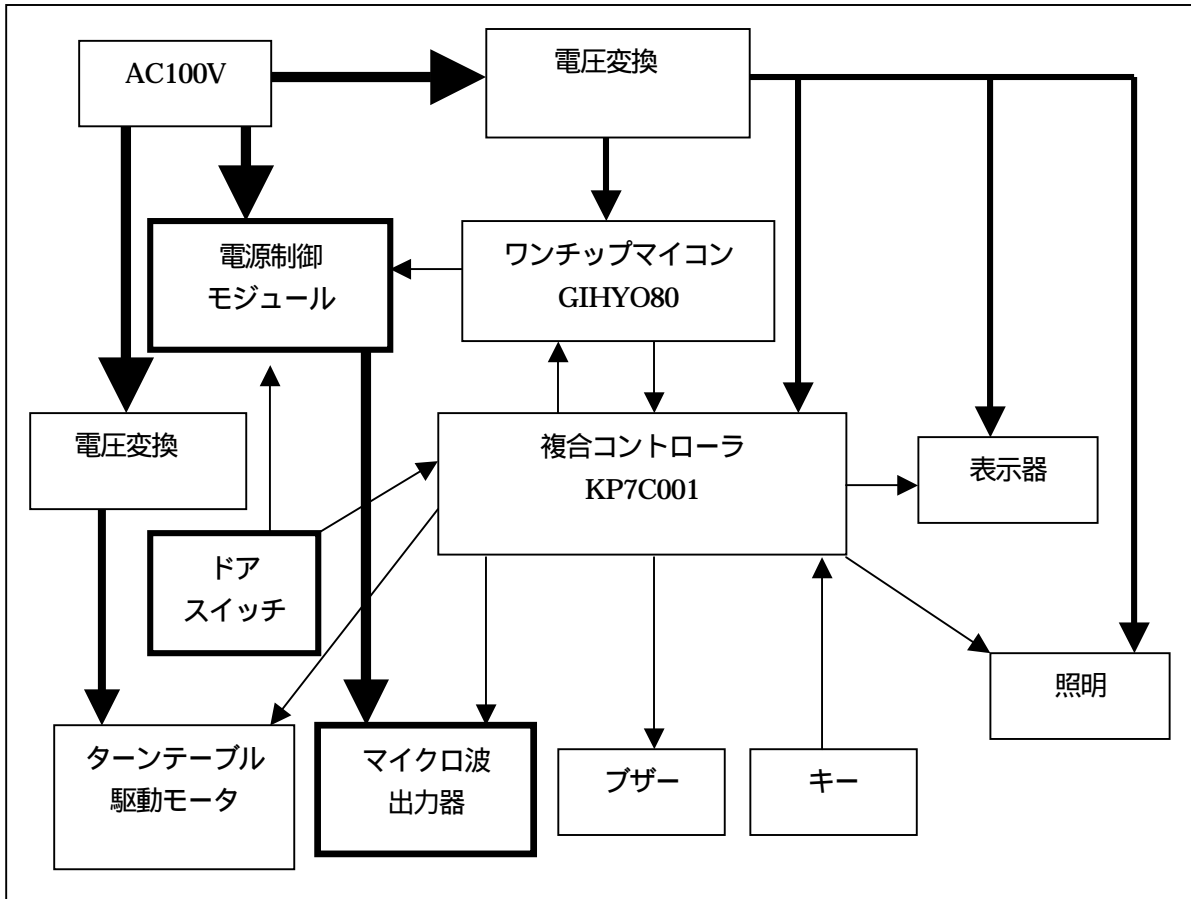 AC100V
電圧変換
電源制御
モジュール
ワンチップマイコン
GIHYO80
電圧変換
複合コントローラ
KP7C001
表示器
ドア
スイッチ
照明
ターンテーブル
駆動モータ
マイクロ波
出力器
ブザー
キー